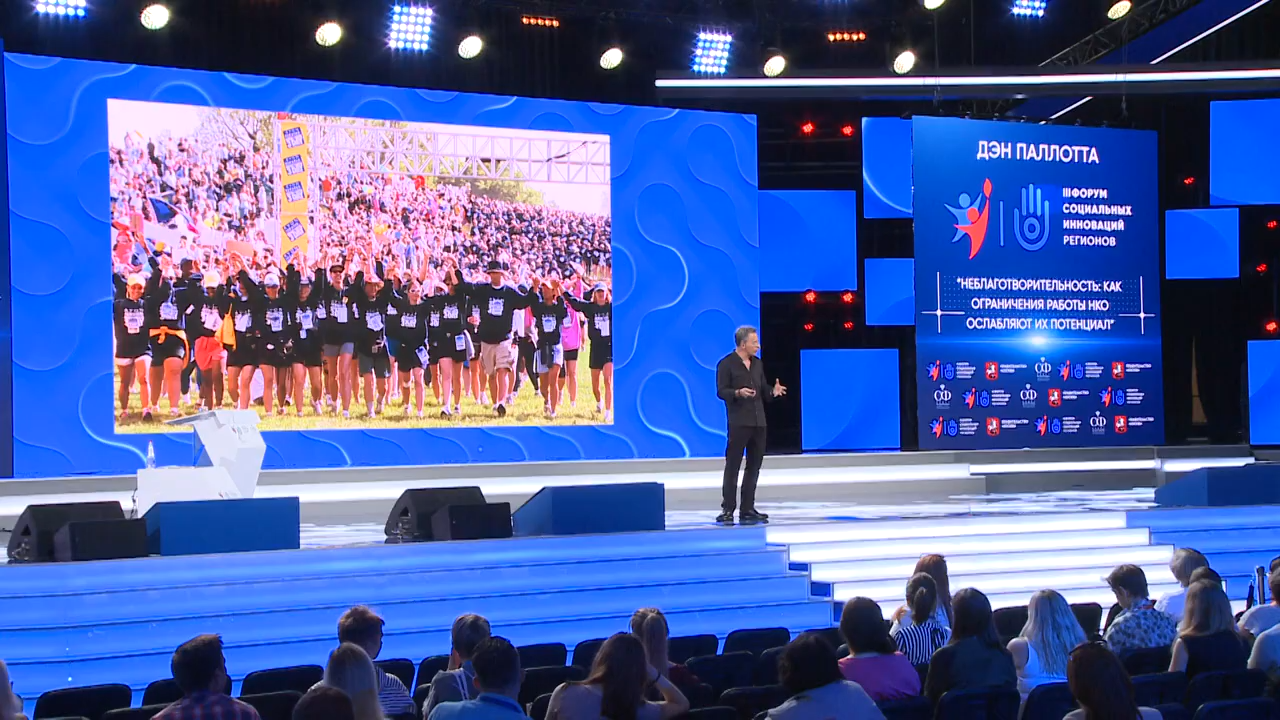 ДЭН ПАЛЛОТТА
III ФОРУМ
СОЦИАЛЬНЫХ
ИННОВАЦИЙ
РЕГИОНОВ
"НЕБЛАГОТВОРИТЕЛЬНОСТЬ: КАК
ОГРАНИЧЕНИЯ РАБОТЫ НКО
ОСЛАБЛЯЮТ ИХ ПОТЕНЦИАЛ"